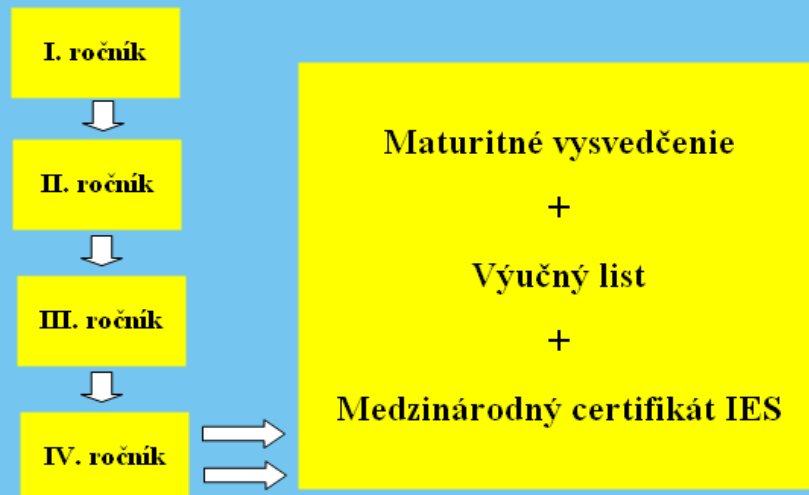 I. ročník
II. ročník
III. ročník
IV. ročník
Maturitné vysvedčenie
+
Výučný list
+
Medzinárodný certifikát IES